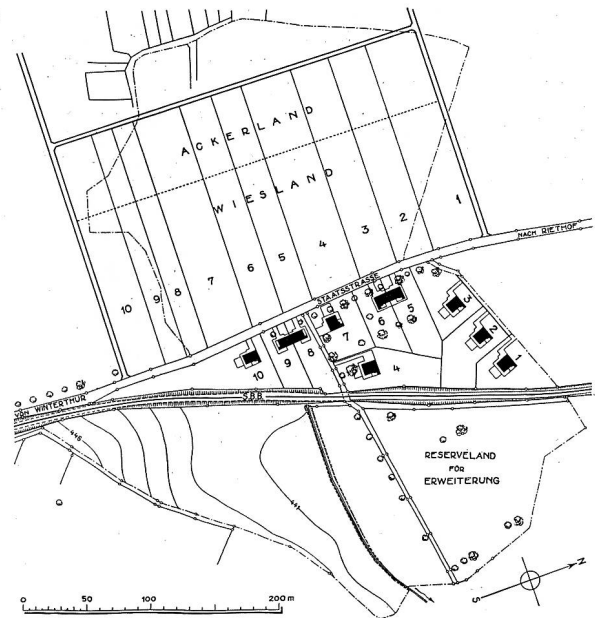 ACKERLAND
WIESLAND
10 9 8 7 6 5 4 3 2 1
NACH RIETHOF
STAATSSTRASSE
3
2
1
5
6
7
4
8
9
10
VON WINTERTHUR
S.B.B.
446
447
RESERVELAND
FÜR
ERWEITERUNG
N
S
0 50 100 200 m